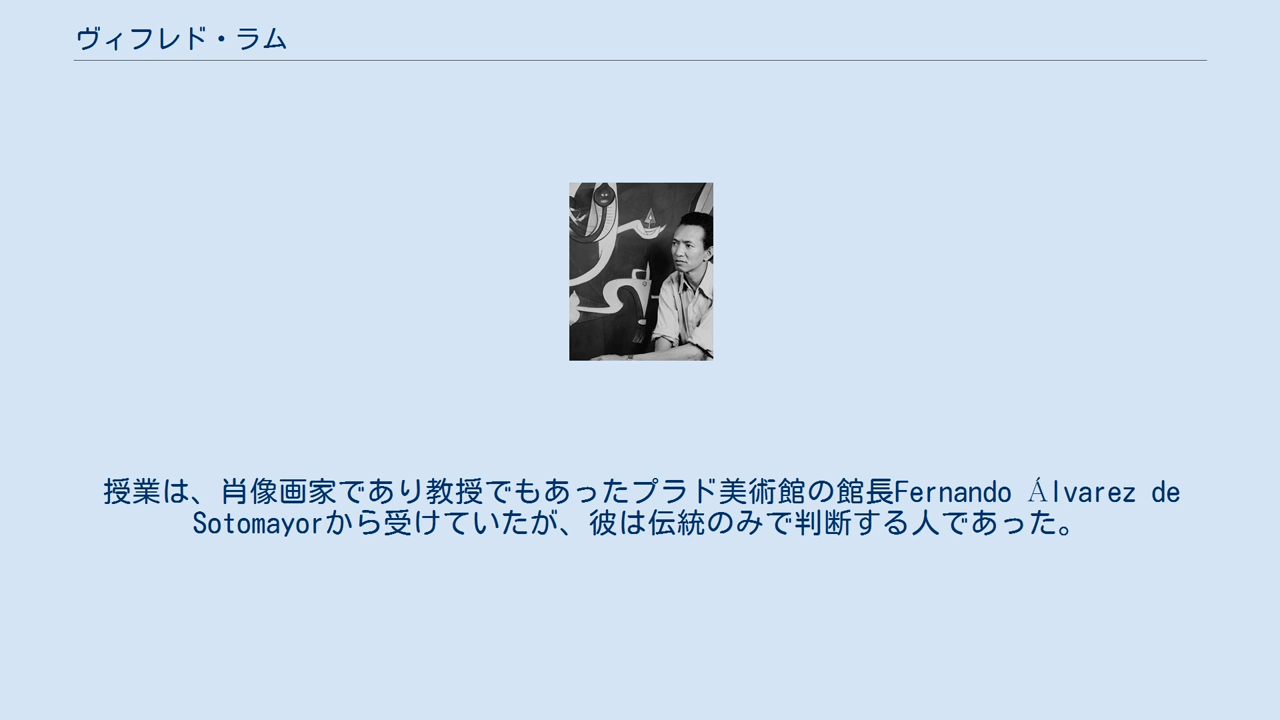 ヴィフレド・ラム
授業は、肖像画家であり教授でもあったプラド美術館の館長Fernando Álvarez de
Sotomayorから受けていたが、彼は伝統のみで判断する人であった。